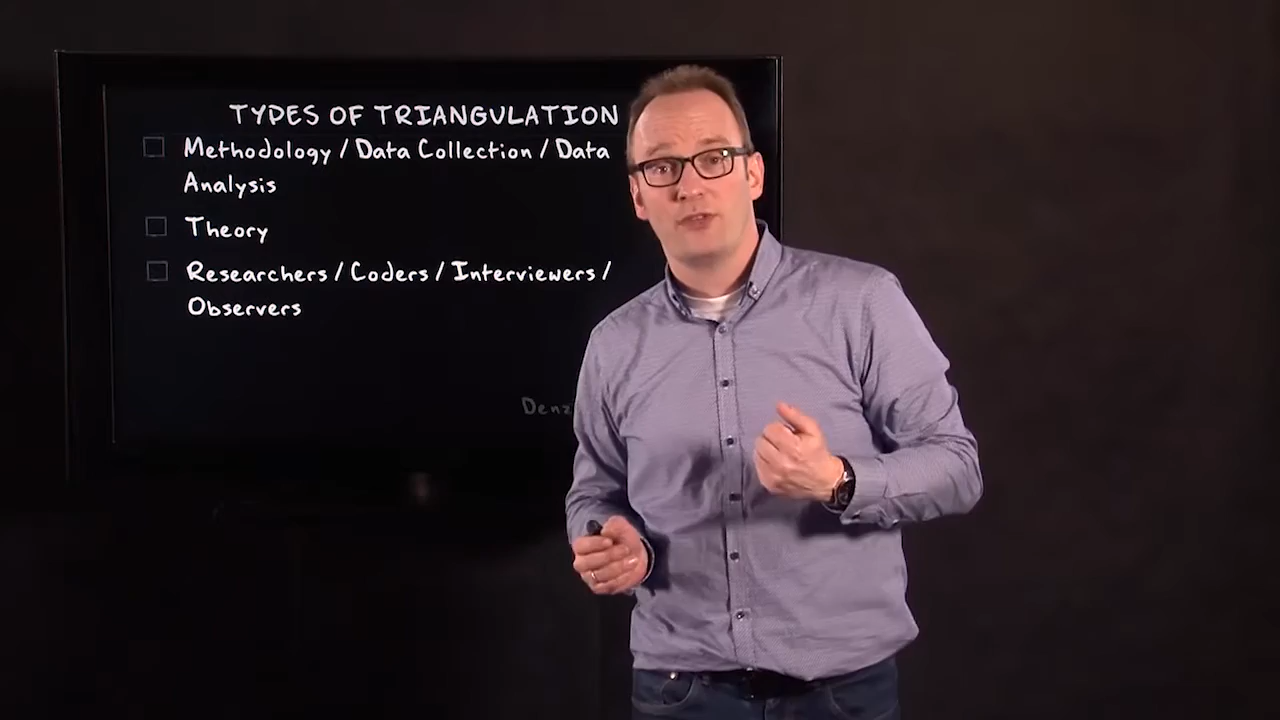 TYPES OF TRIANGULATION
Methodology / Data Collection / Data
Analysis
Theory
Researchers / Coders / Interviewers /
Observers